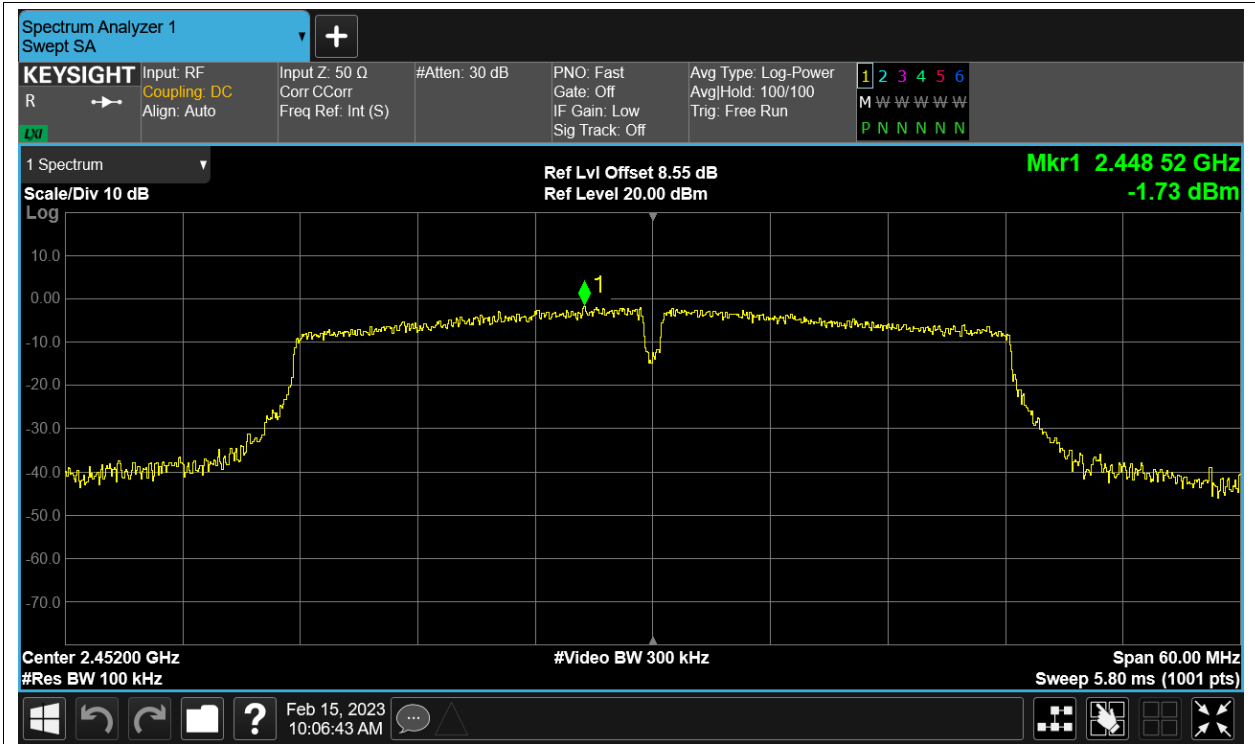 Spectrum Analyzer 1
Swept SA
KEYSIGHT
R
LXI
Input: RF
Coupling: DC
Align: Auto
Input Z: 50 Ω
Corr CCorr
Freq Ref: Int (S)
#Atten: 30 dB
PNO: Fast
Gate: Off
IF Gain: Low
Sig Track: Off
Avg Type: Log-Power
Avg|Hold: 100/100
Trig: Free Run
1 2 3 4 5 6
M W W W W W
P N N N N N
1 Spectrum
Scale/Div 10 dB
Log
Ref Lvl Offset 8.55 dB
Ref Level 20.00 dBm
Mkr1 2.448 52 GHz
-1.73 dBm
10.0
0.00
-10.0
-20.0
-30.0
-40.0
-50.0
-60.0
-70.0
1
Center 2.45200 GHz
#Res BW 100 kHz
#Video BW 300 kHz
Span 60.00 MHz
Sweep 5.80 ms (1001 pts)
?
Feb 15, 2023
10:06:43 AM